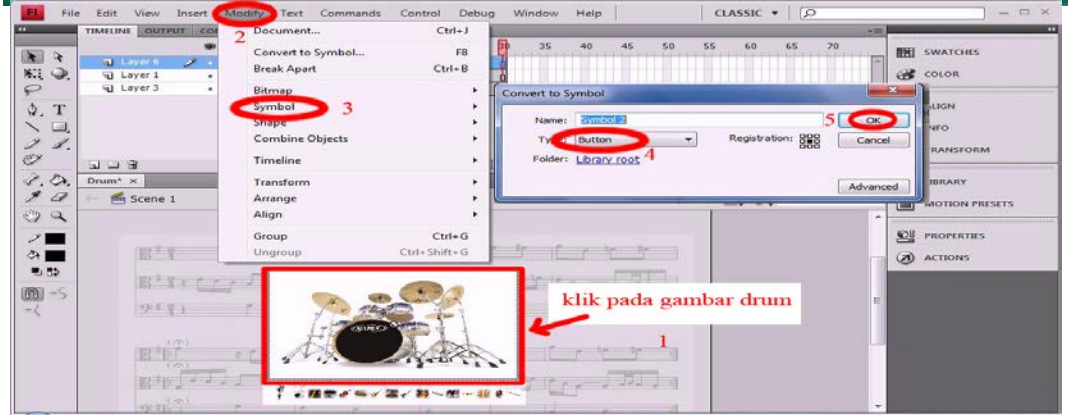 FL File Edit View Insert Modify Text Commands Control Debug Window Help CLASSIC
2
TIMELINE OUTPUT
Document... Ctrl+J
Convert to Symbol... F8
Break Apart Ctrl+B
Bitmap
Symbol 3
Shape
Combine Objects
Timeline
Transform
Arrange
Align
Group Ctrl+G
Ungroup Ctrl+Shift+G
Layer 6
Layer 1
Layer 3
30 35 40 45 50 55 60 65 70
Drum* ×
Scene 1
Convert to Symbol
Name: Symbol 2 5 OK
Button Registration: Cancel
4
Folder: Library root
Advanced
SWATCHES
COLOR
MOTION PRESETS
PROPERTIES
ACTIONS
klik pada gambar drum
1